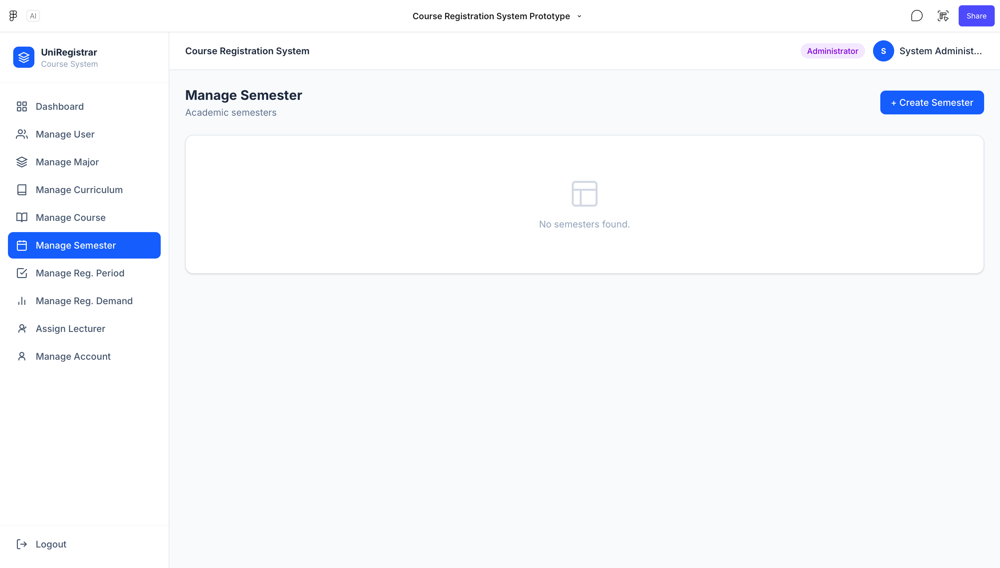 AI
Course Registration System Prototype
Share
UniRegistrar
Course System
Dashboard
Manage User
Manage Major
Manage Curriculum
Manage Course
Manage Semester
Manage Reg. Period
Manage Reg. Demand
Assign Lecturer
Manage Account
Logout
Course Registration System
Administrator
S
System Administ...
Manage Semester
Academic semesters
+ Create Semester
No semesters found.